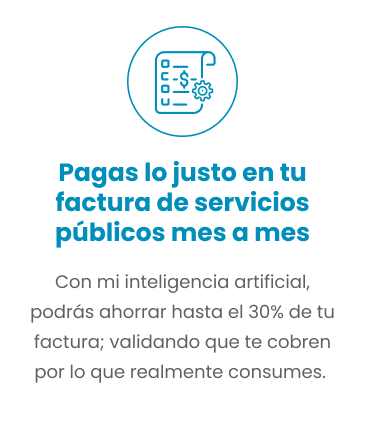 $
Pagas lo justo en tu
factura de servicios
públicos mes a mes
Con mi inteligencia artificial,
podrás ahorrar hasta el 30% de tu
factura; validando que te cobren
por lo que realmente consumes.